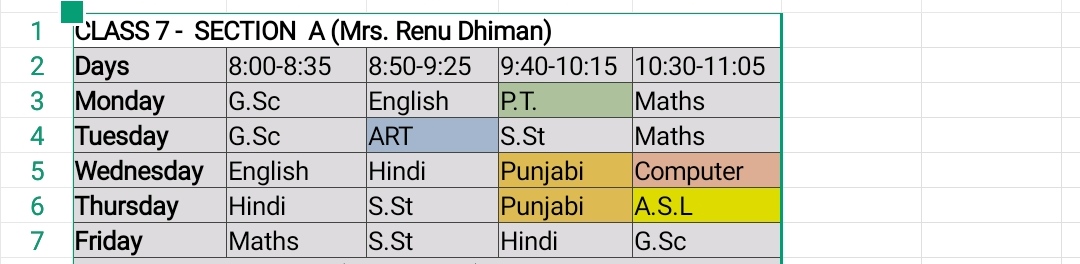 1 CLASS 7 - SECTION A (Mrs. Renu Dhiman)
2 Days 8:00-8:35 8:50-9:25 9:40-10:15 10:30-11:05
3 Monday G.Sc English P.T. Maths
4 Tuesday G.Sc ART S.St Maths
5 Wednesday English Hindi Punjabi Computer
6 Thursday Hindi S.St Punjabi A.S.L
7 Friday Maths S.St Hindi G.Sc